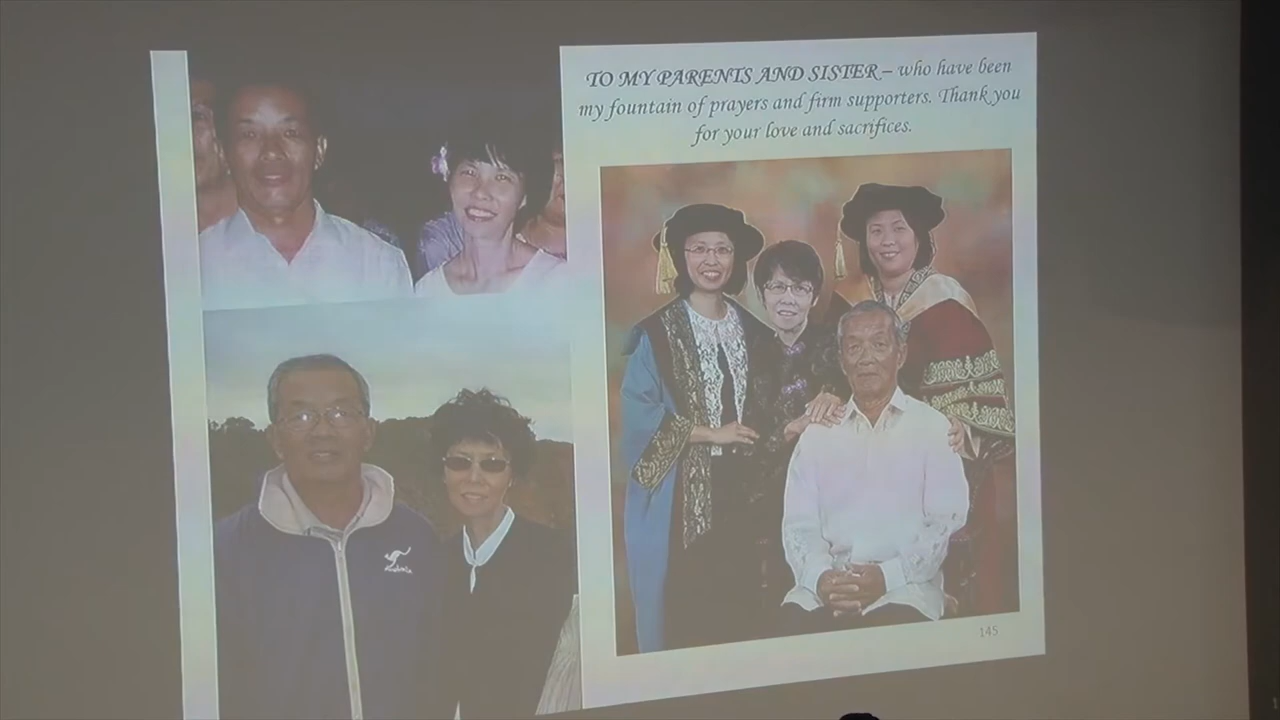 TO MY PARENTS AND SISTER – who have been
my fountain of prayers and firm supporters. Thank you
for your love and sacrifices.
145